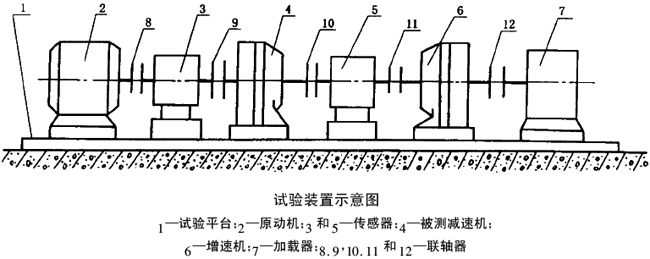 1 2 8 3 9 4 10 5 11 6 12 7
试验装置示意图
1—试验平台;2—原动机;3 和 5—传感器;4—被测减速机;
6—增速机;7—加载器;8.9,10.11 和 12—联轴器